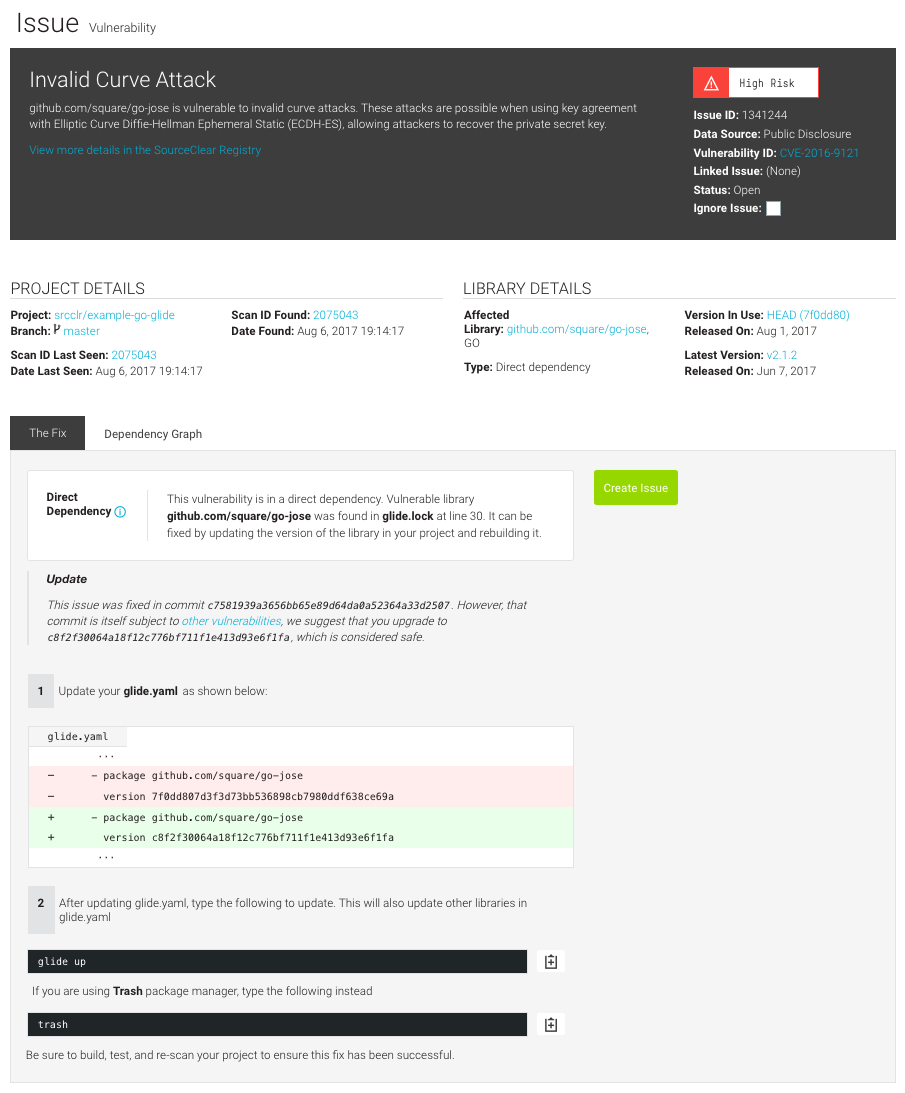 Issue Vulnerability
Invalid Curve Attack
github.com/square/go-jose is vulnerable to invalid curve attacks. These attacks are possible when using key agreement
with Elliptic Curve Diffie-Hellman Ephemeral Static (ECDH-ES), allowing attackers to recover the private secret key.
View more details in the SourceClear Registry
High Risk
Issue ID: 1341244
Data Source: Public Disclosure
Vulnerability ID: CVE-2016-9121
Linked Issue: (None)
Status: Open
Ignore Issue:
PROJECT DETAILS
Project: srcclr/example-go-glide
Branch: master
Scan ID Last Seen: 2075043
Date Last Seen: Aug 6, 2017 19:14:17
Scan ID Found: 2075043
Date Found: Aug 6, 2017 19:14:17
LIBRARY DETAILS
Affected
Library: github.com/square/go-jose,
GO
Type: Direct dependency
Version In Use: HEAD (7f0dd80)
Released On: Aug 1, 2017
Latest Version: v2.1.2
Released On: Jun 7, 2017
The Fix
Dependency Graph
Direct
Dependency
This vulnerability is in a direct dependency. Vulnerable library
github.com/square/go-jose was found in glide.lock at line 30. It can be
fixed by updating the version of the library in your project and rebuilding it.
Create Issue
Update
This issue was fixed in commit c7581939a3656bb65e89d64da0a52364a33d2507. However, that
commit is itself subject to other vulnerabilities, we suggest that you upgrade to
c8f2f30064a18f12c776bf711f1e413d93e6f1fa, which is considered safe.
1 Update your glide.yaml as shown below:
glide.yaml
...
- - package github.com/square/go-jose
- version 7f0dd807d3f3d73bb536898cb7980ddf638ce69a
+ - package github.com/square/go-jose
+ version c8f2f30064a18f12c776bf711f1e413d93e6f1fa
...
2 After updating glide.yaml, type the following to update. This will also update other libraries in
glide.yaml
glide up
If you are using Trash package manager, type the following instead
trash
Be sure to build, test, and re-scan your project to ensure this fix has been successful.